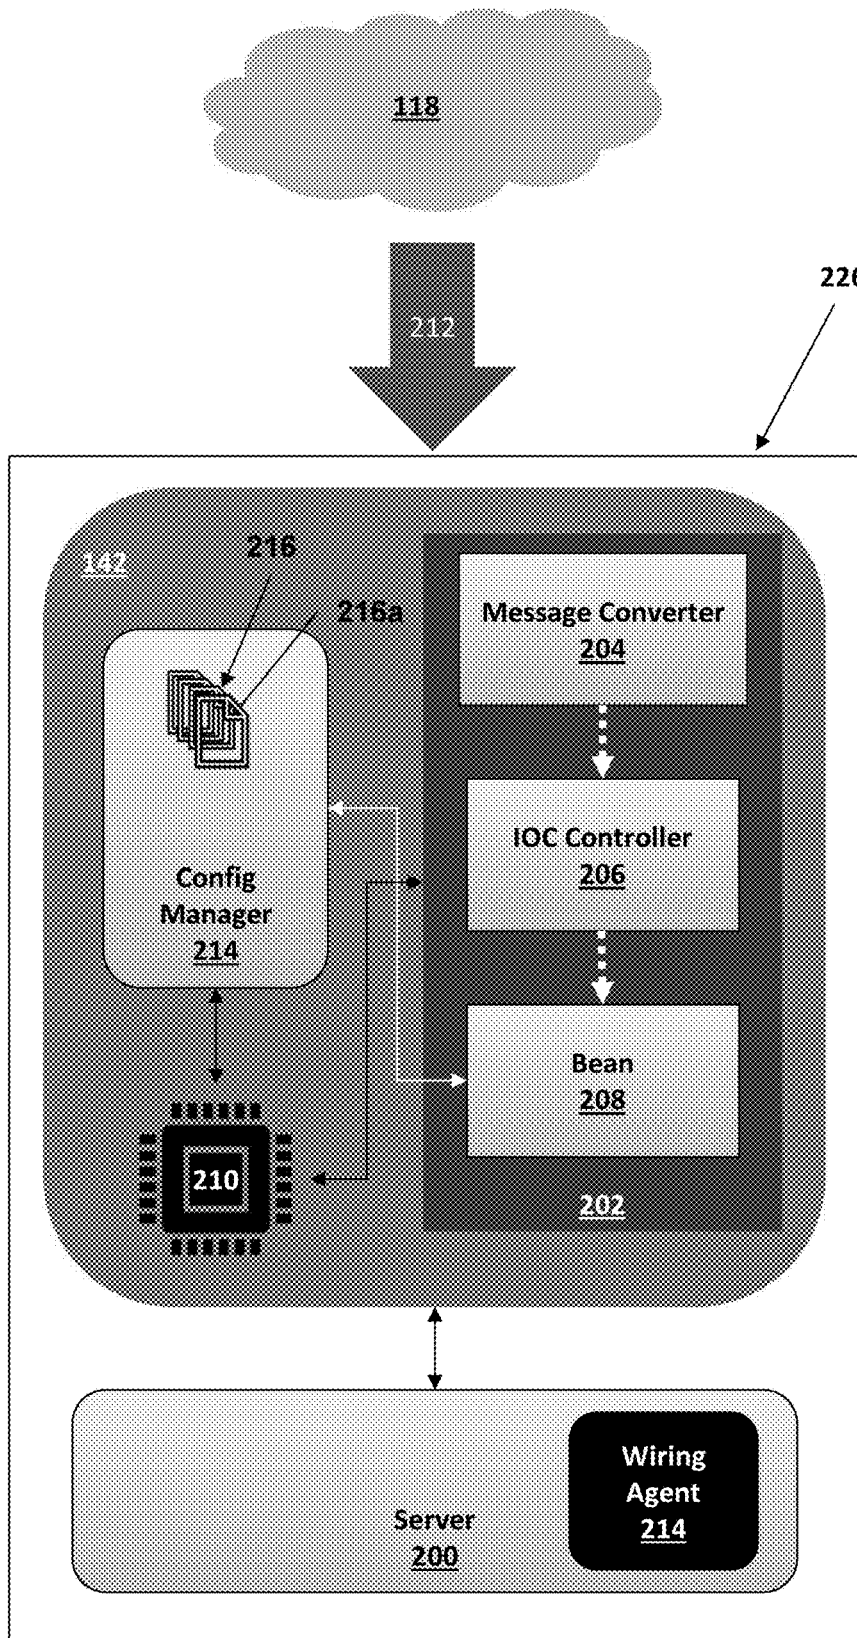 118
212
226
142
216
216a
Message Converter
204
IOC Controller
206
Config
Manager
214
Bean
208
210
202
Wiring
Agent
214
Server
200